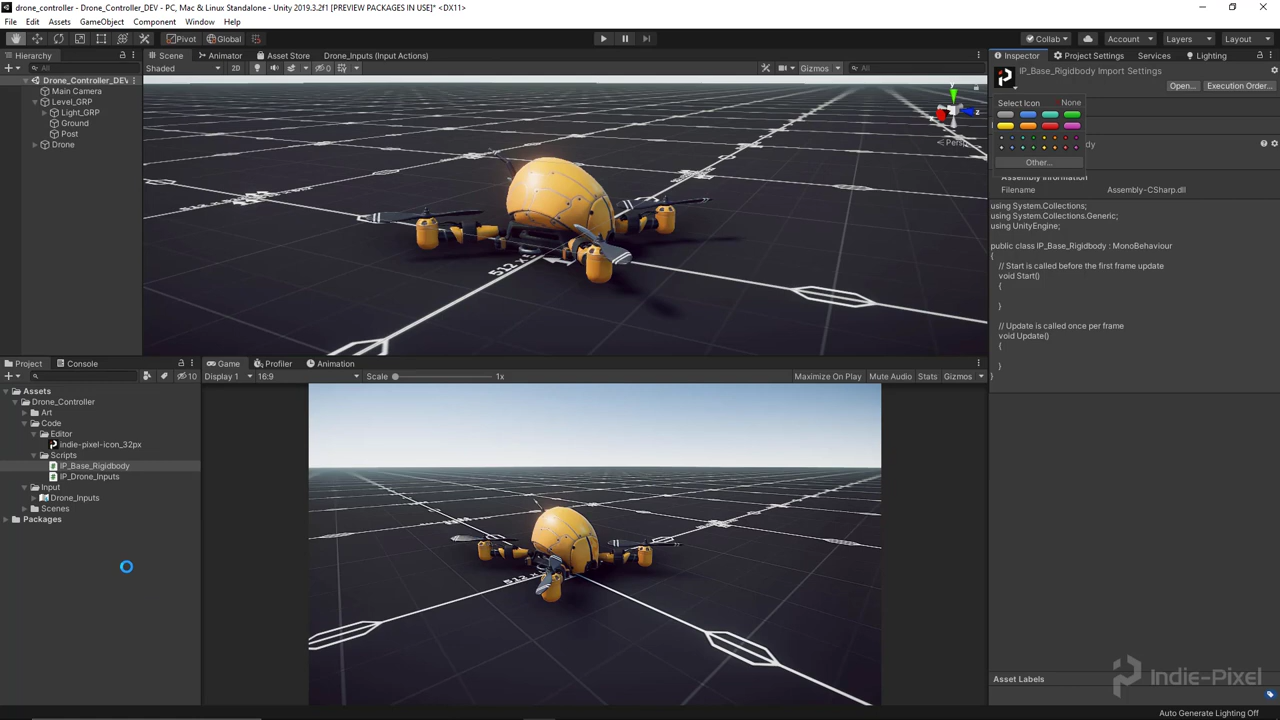 drone_controller - Drone_Controller_DEV - PC, Mac & Linux Standalone - Unity 2019.3.2f1 [PREVIEW PACKAGES IN USE]* <DX11>
File Edit Assets GameObject Component Window Help
Pivot Global Collab Account Layers Layout
Hierarchy
All
Drone_Controller_DEV
Main Camera
Level_GRP
Light_GRP
Ground
Post
Drone
Scene Animator Asset Store Drone_Inputs (Input Actions)
Shaded 2D 0 Gizmos All
y
z
Persp
Inspector Project Settings Services Lighting
IP_Base_Rigidbody Import Settings
Open... Execution Order...
Select Icon None
Other...
Assembly Information
Filename Assembly-CSharp.dll
using System.Collections;
using System.Collections.Generic;
using UnityEngine;
public class IP_Base_Rigidbody : MonoBehaviour
{
// Start is called before the first frame update
void Start()
{
}
// Update is called once per frame
void Update()
{
}
}
Project Console
10
Assets
Drone_Controller
Art
Code
Editor
indie-pixel-icon_32px
Scripts
IP_Base_Rigidbody
IP_Drone_Inputs
Input
Drone_Inputs
Scenes
Packages
Game Profiler Animation
Display 1 16:9 Scale 1x Maximize On Play Mute Audio Stats Gizmos
Asset Labels
Indie-Pixel
Auto Generate Lighting Off